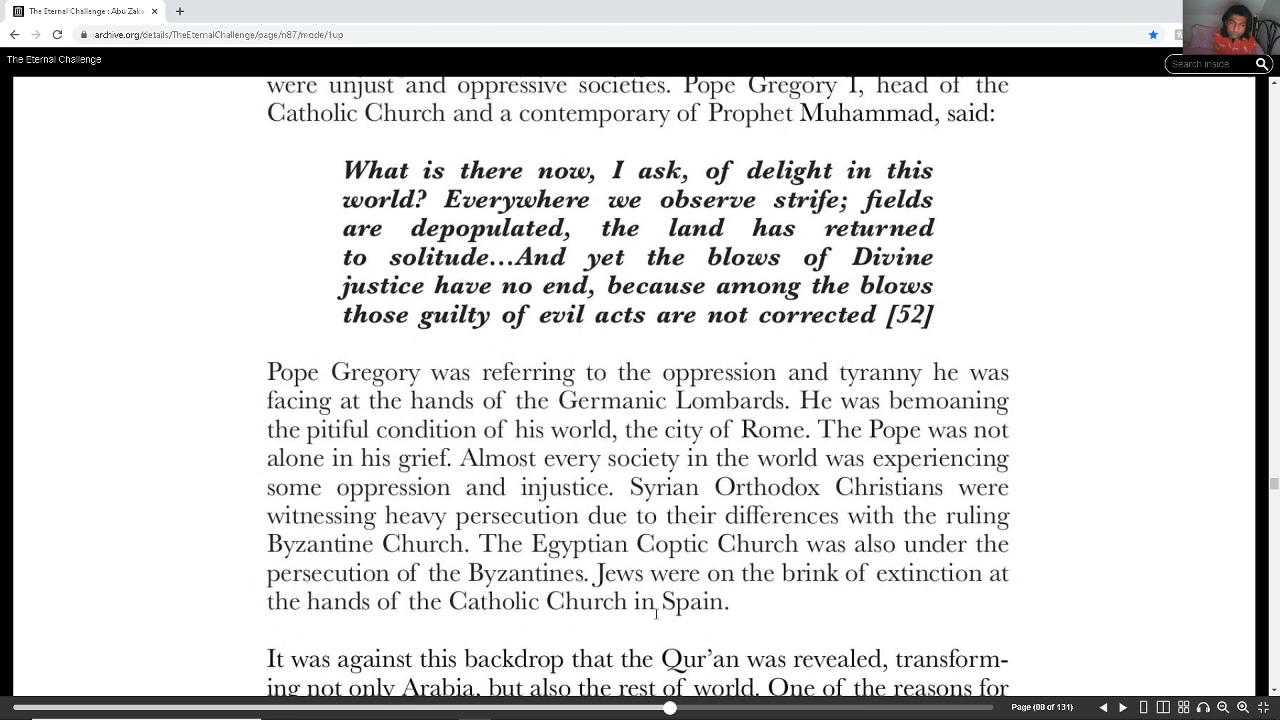 The Eternal Challenge : Abu Zaka
archive.org/details/TheEternalChallenge/page/n87/mode/1up
The Eternal Challenge
Search inside
were unjust and oppressive societies. Pope Gregory I, head of the
Catholic Church and a contemporary of Prophet Muhammad, said:
What is there now, I ask, of delight in this
world? Everywhere we observe strife; fields
are depopulated, the land has returned
to solitude...And yet the blows of Divine
justice have no end, because among the blows
those guilty of evil acts are not corrected [52]
Pope Gregory was referring to the oppression and tyranny he was
facing at the hands of the Germanic Lombards. He was bemoaning
the pitiful condition of his world, the city of Rome. The Pope was not
alone in his grief. Almost every society in the world was experiencing
some oppression and injustice. Syrian Orthodox Christians were
witnessing heavy persecution due to their differences with the ruling
Byzantine Church. The Egyptian Coptic Church was also under the
persecution of the Byzantines. Jews were on the brink of extinction at
the hands of the Catholic Church in Spain.
It was against this backdrop that the Qur'an was revealed, transform-
ing not only Arabia, but also the rest of world. One of the reasons for
Page (88 of 131)